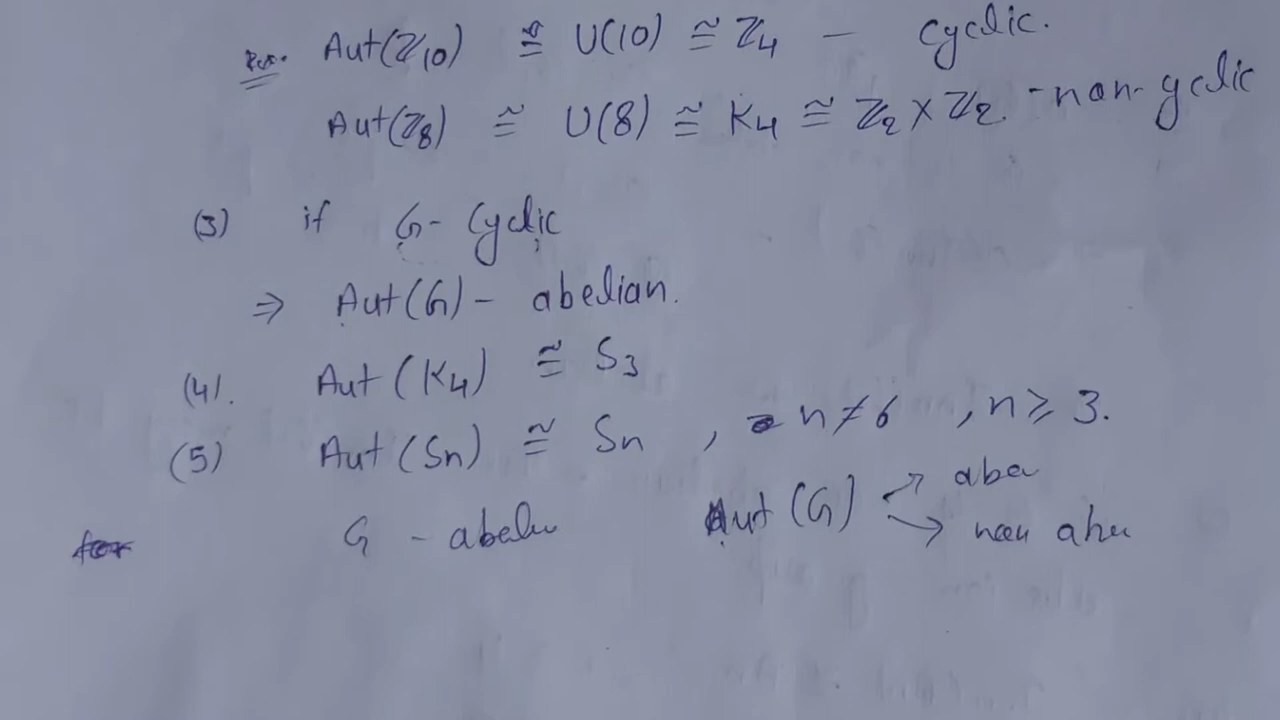 Aut(ℤ10) ≅ U(10) ≅ ℤ4 – cyclic.
Aut(ℤ8) ≅ U(8) ≅ K4 ≅ ℤ2 × ℤ2. - non-cyclic
(3) if G - cyclic
⇒ Aut(G) - abelian.
(4). Aut (K4) ≅ S3
(5) Aut (Sn) ≅ Sn , n ≠ 6 , n ≥ 3.
G - abelian Aut (G) ↗ abe
↘ non abe